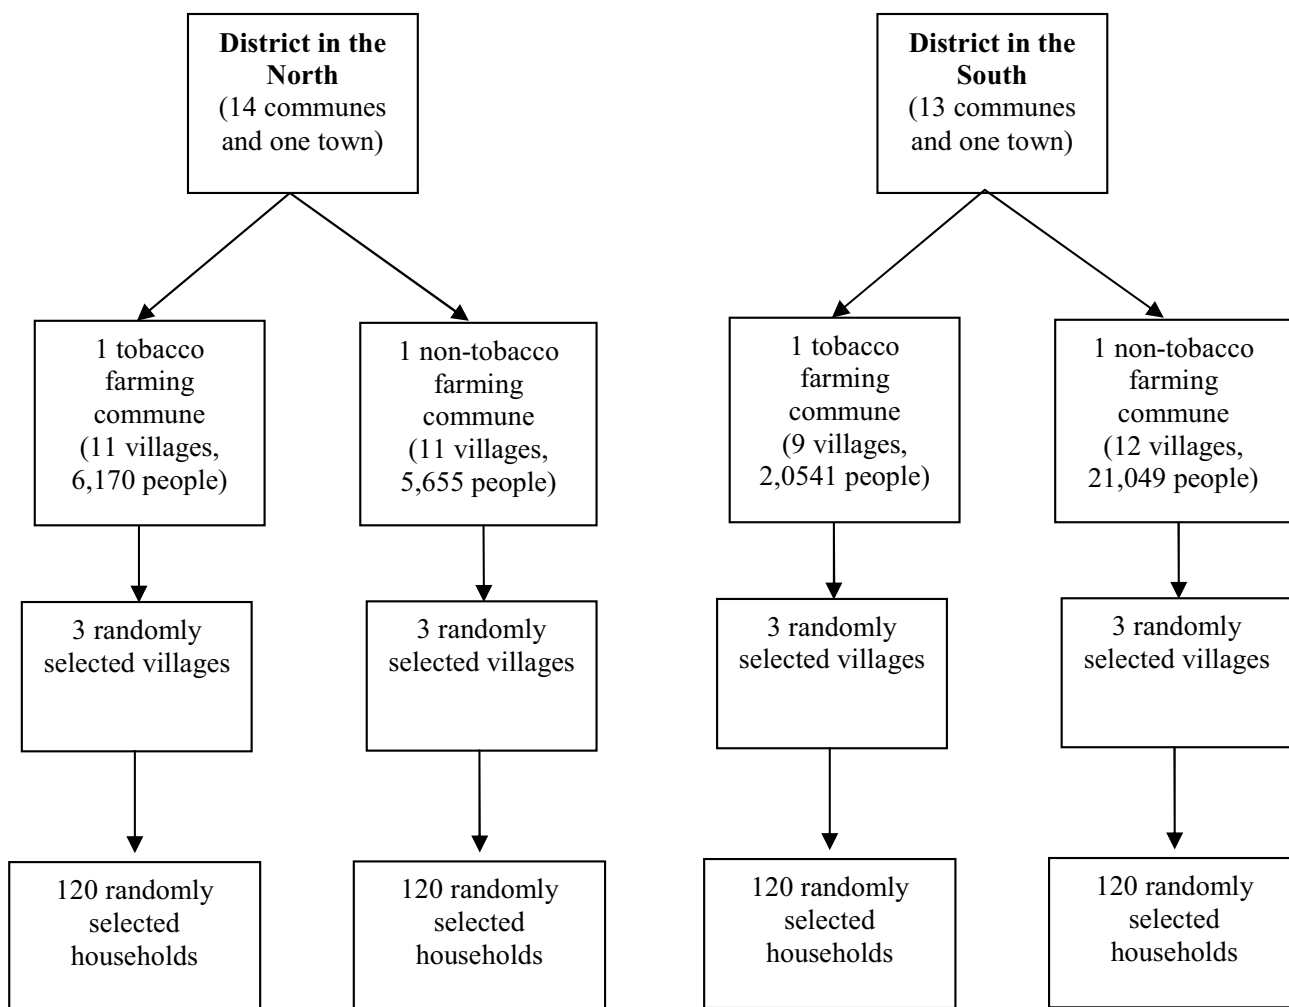 District in the
North
(14 communes
and one town)
District in the
South
(13 communes
and one town)
1 tobacco
farming
commune
(11 villages,
6,170 people)
1 non-tobacco
farming
commune
(11 villages,
5,655 people)
1 tobacco
farming
commune
(9 villages,
2,0541 people)
1 non-tobacco
farming
commune
(12 villages,
21,049 people)
3 randomly
selected villages
3 randomly
selected villages
3 randomly
selected villages
3 randomly
selected villages
120 randomly
selected
households
120 randomly
selected
households
120 randomly
selected
households
120 randomly
selected
households